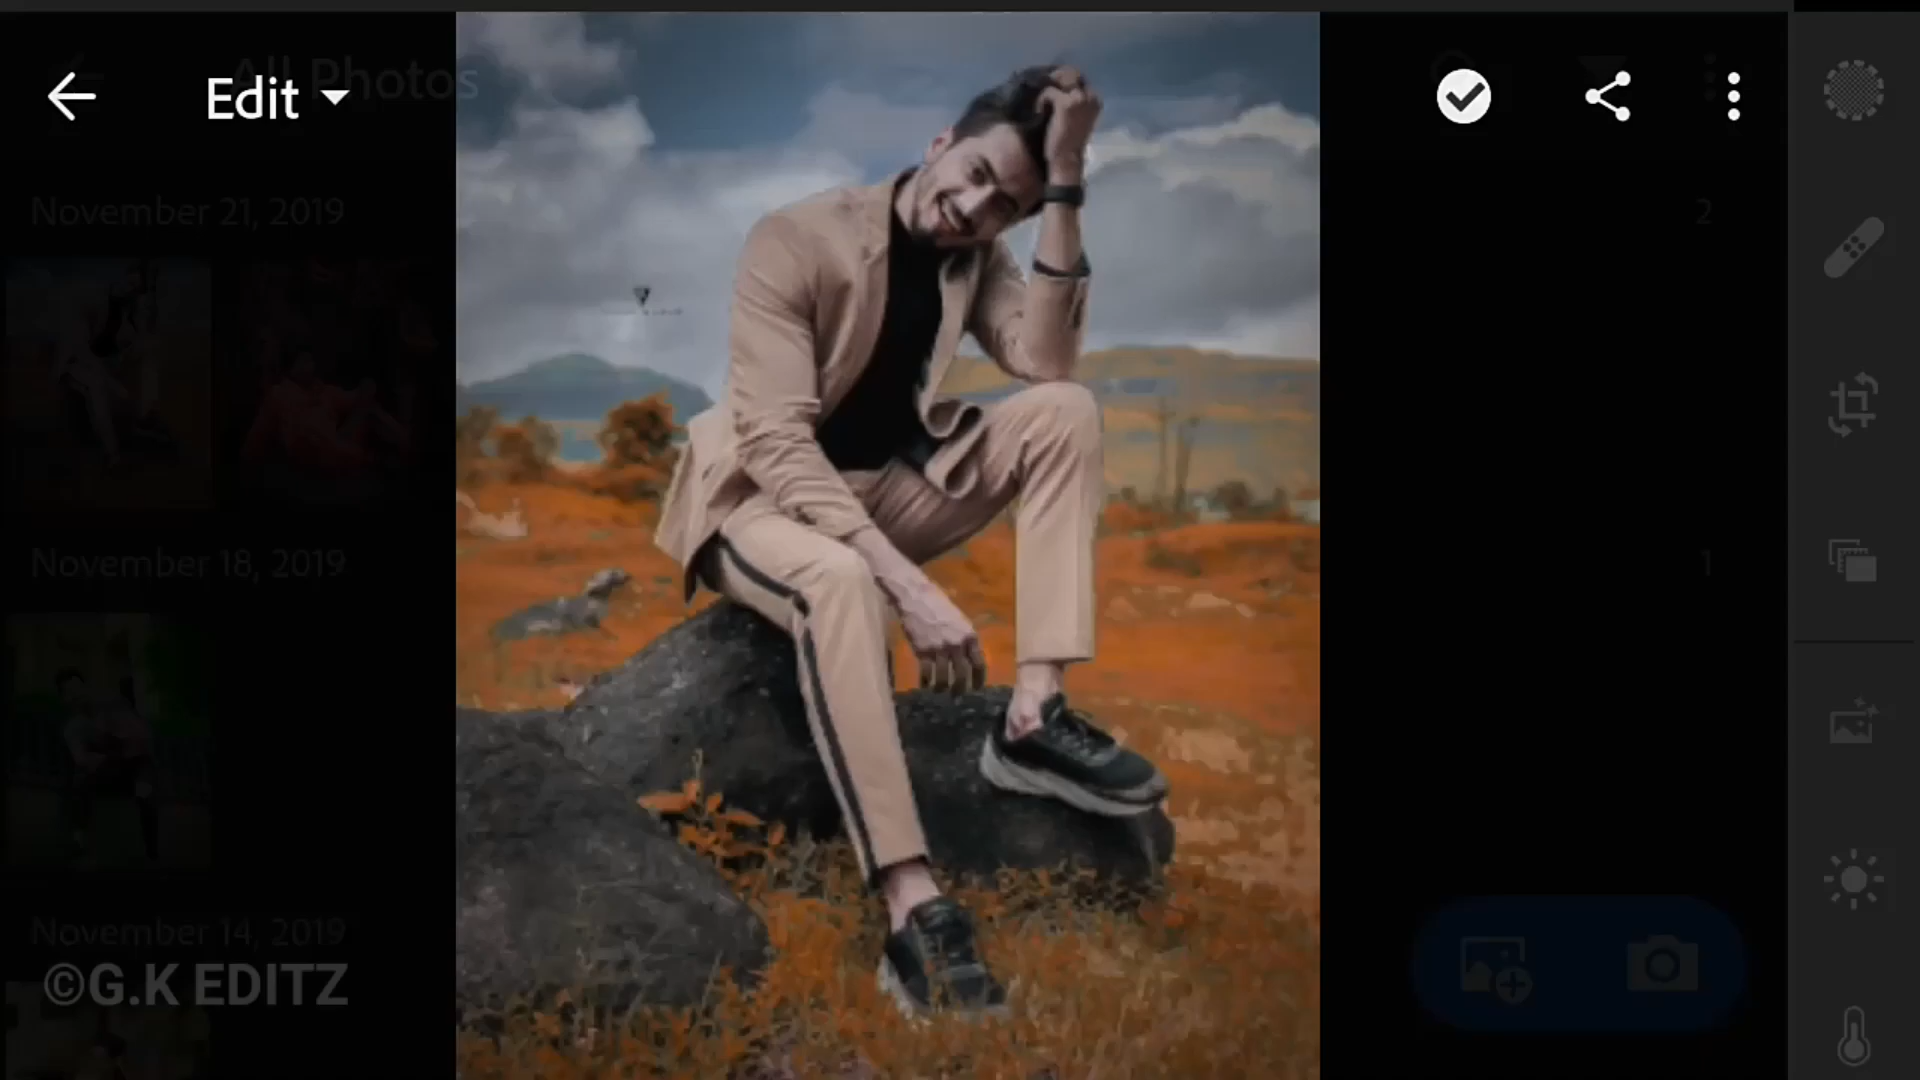 All Photos
Edit
November 21, 2019
2
November 18, 2019
1
November 14, 2019
©G.K EDITZ